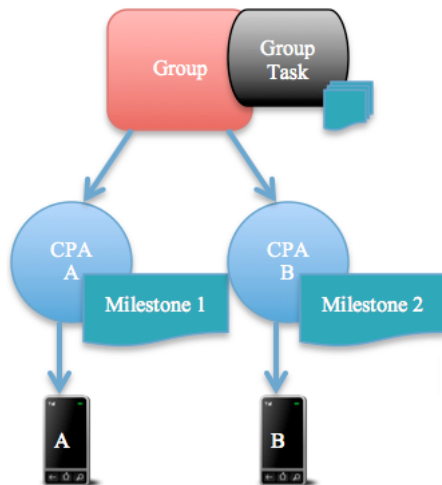 Group
Group
Task
CPA
A
CPA
B
Milestone 1
Milestone 2
A
B